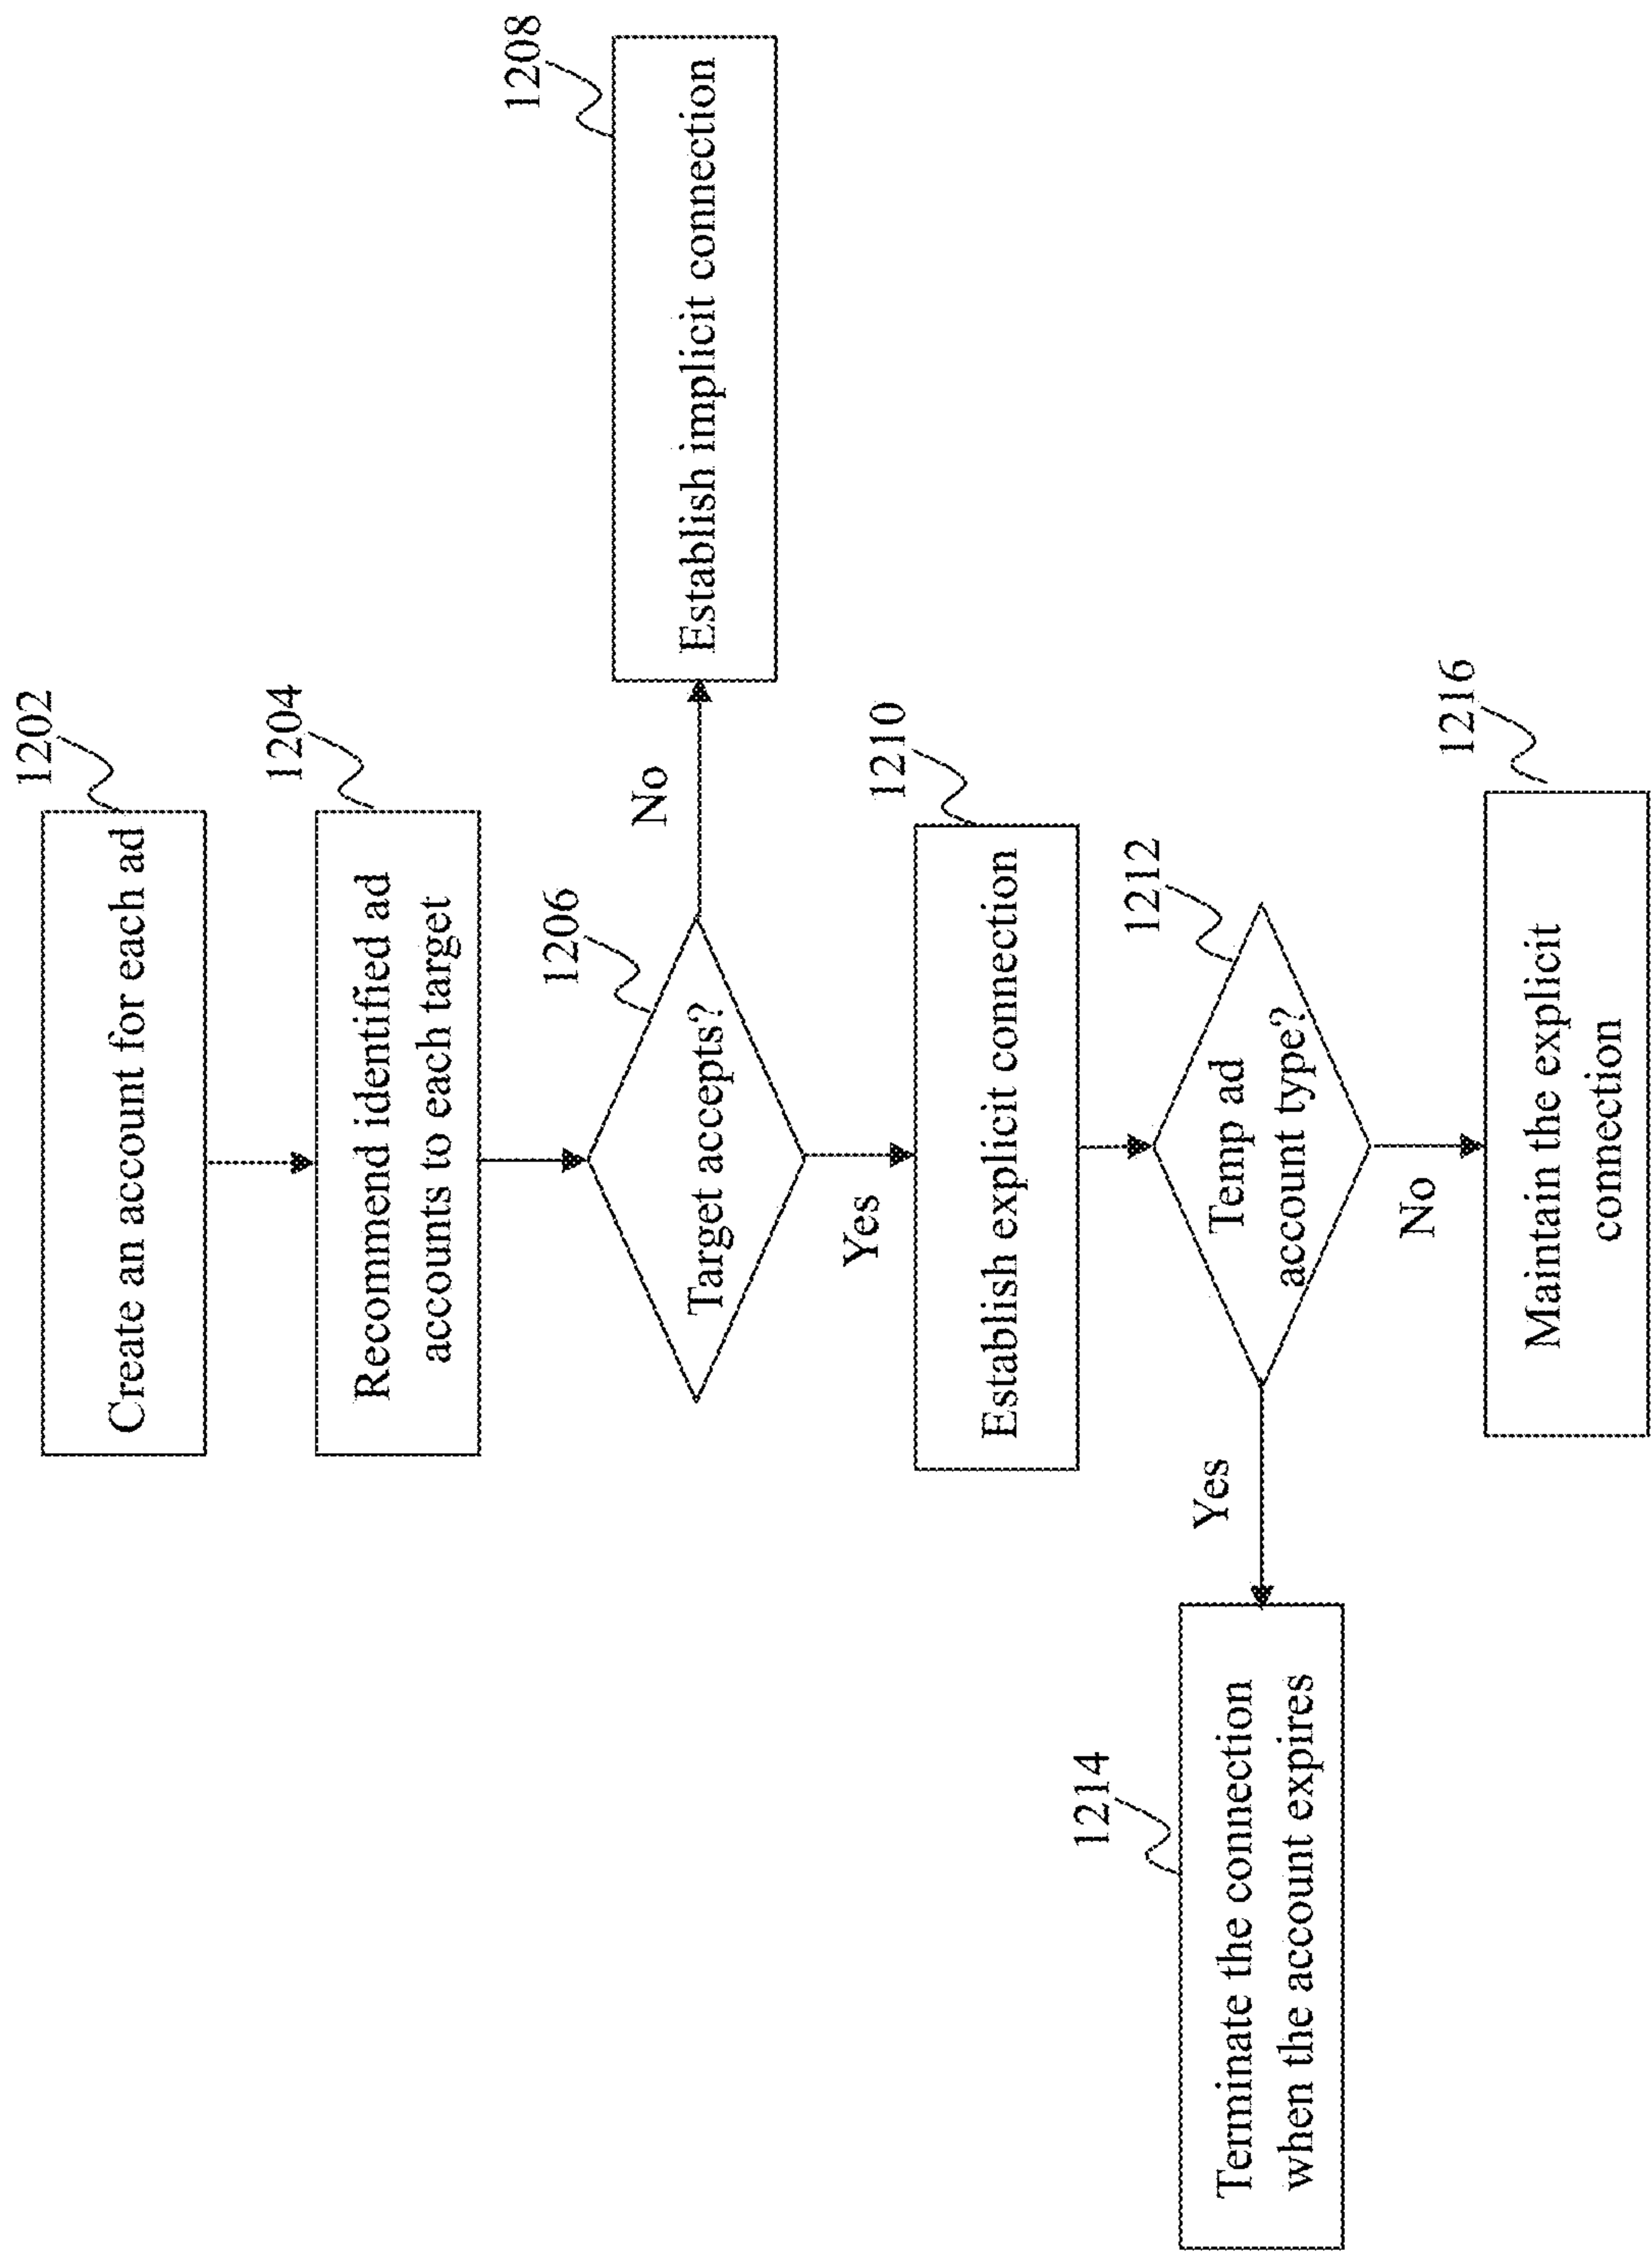 1202
Create an account for each ad
1204
Recommend identified ad
accounts to each target
1206
Target accepts?
No
1208
Establish implicit connection
Yes
1210
Establish explicit connection
1212
Temp ad
account type?
Yes
1214
Terminate the connection
when the account expires
No
1216
Maintain the explicit
connection